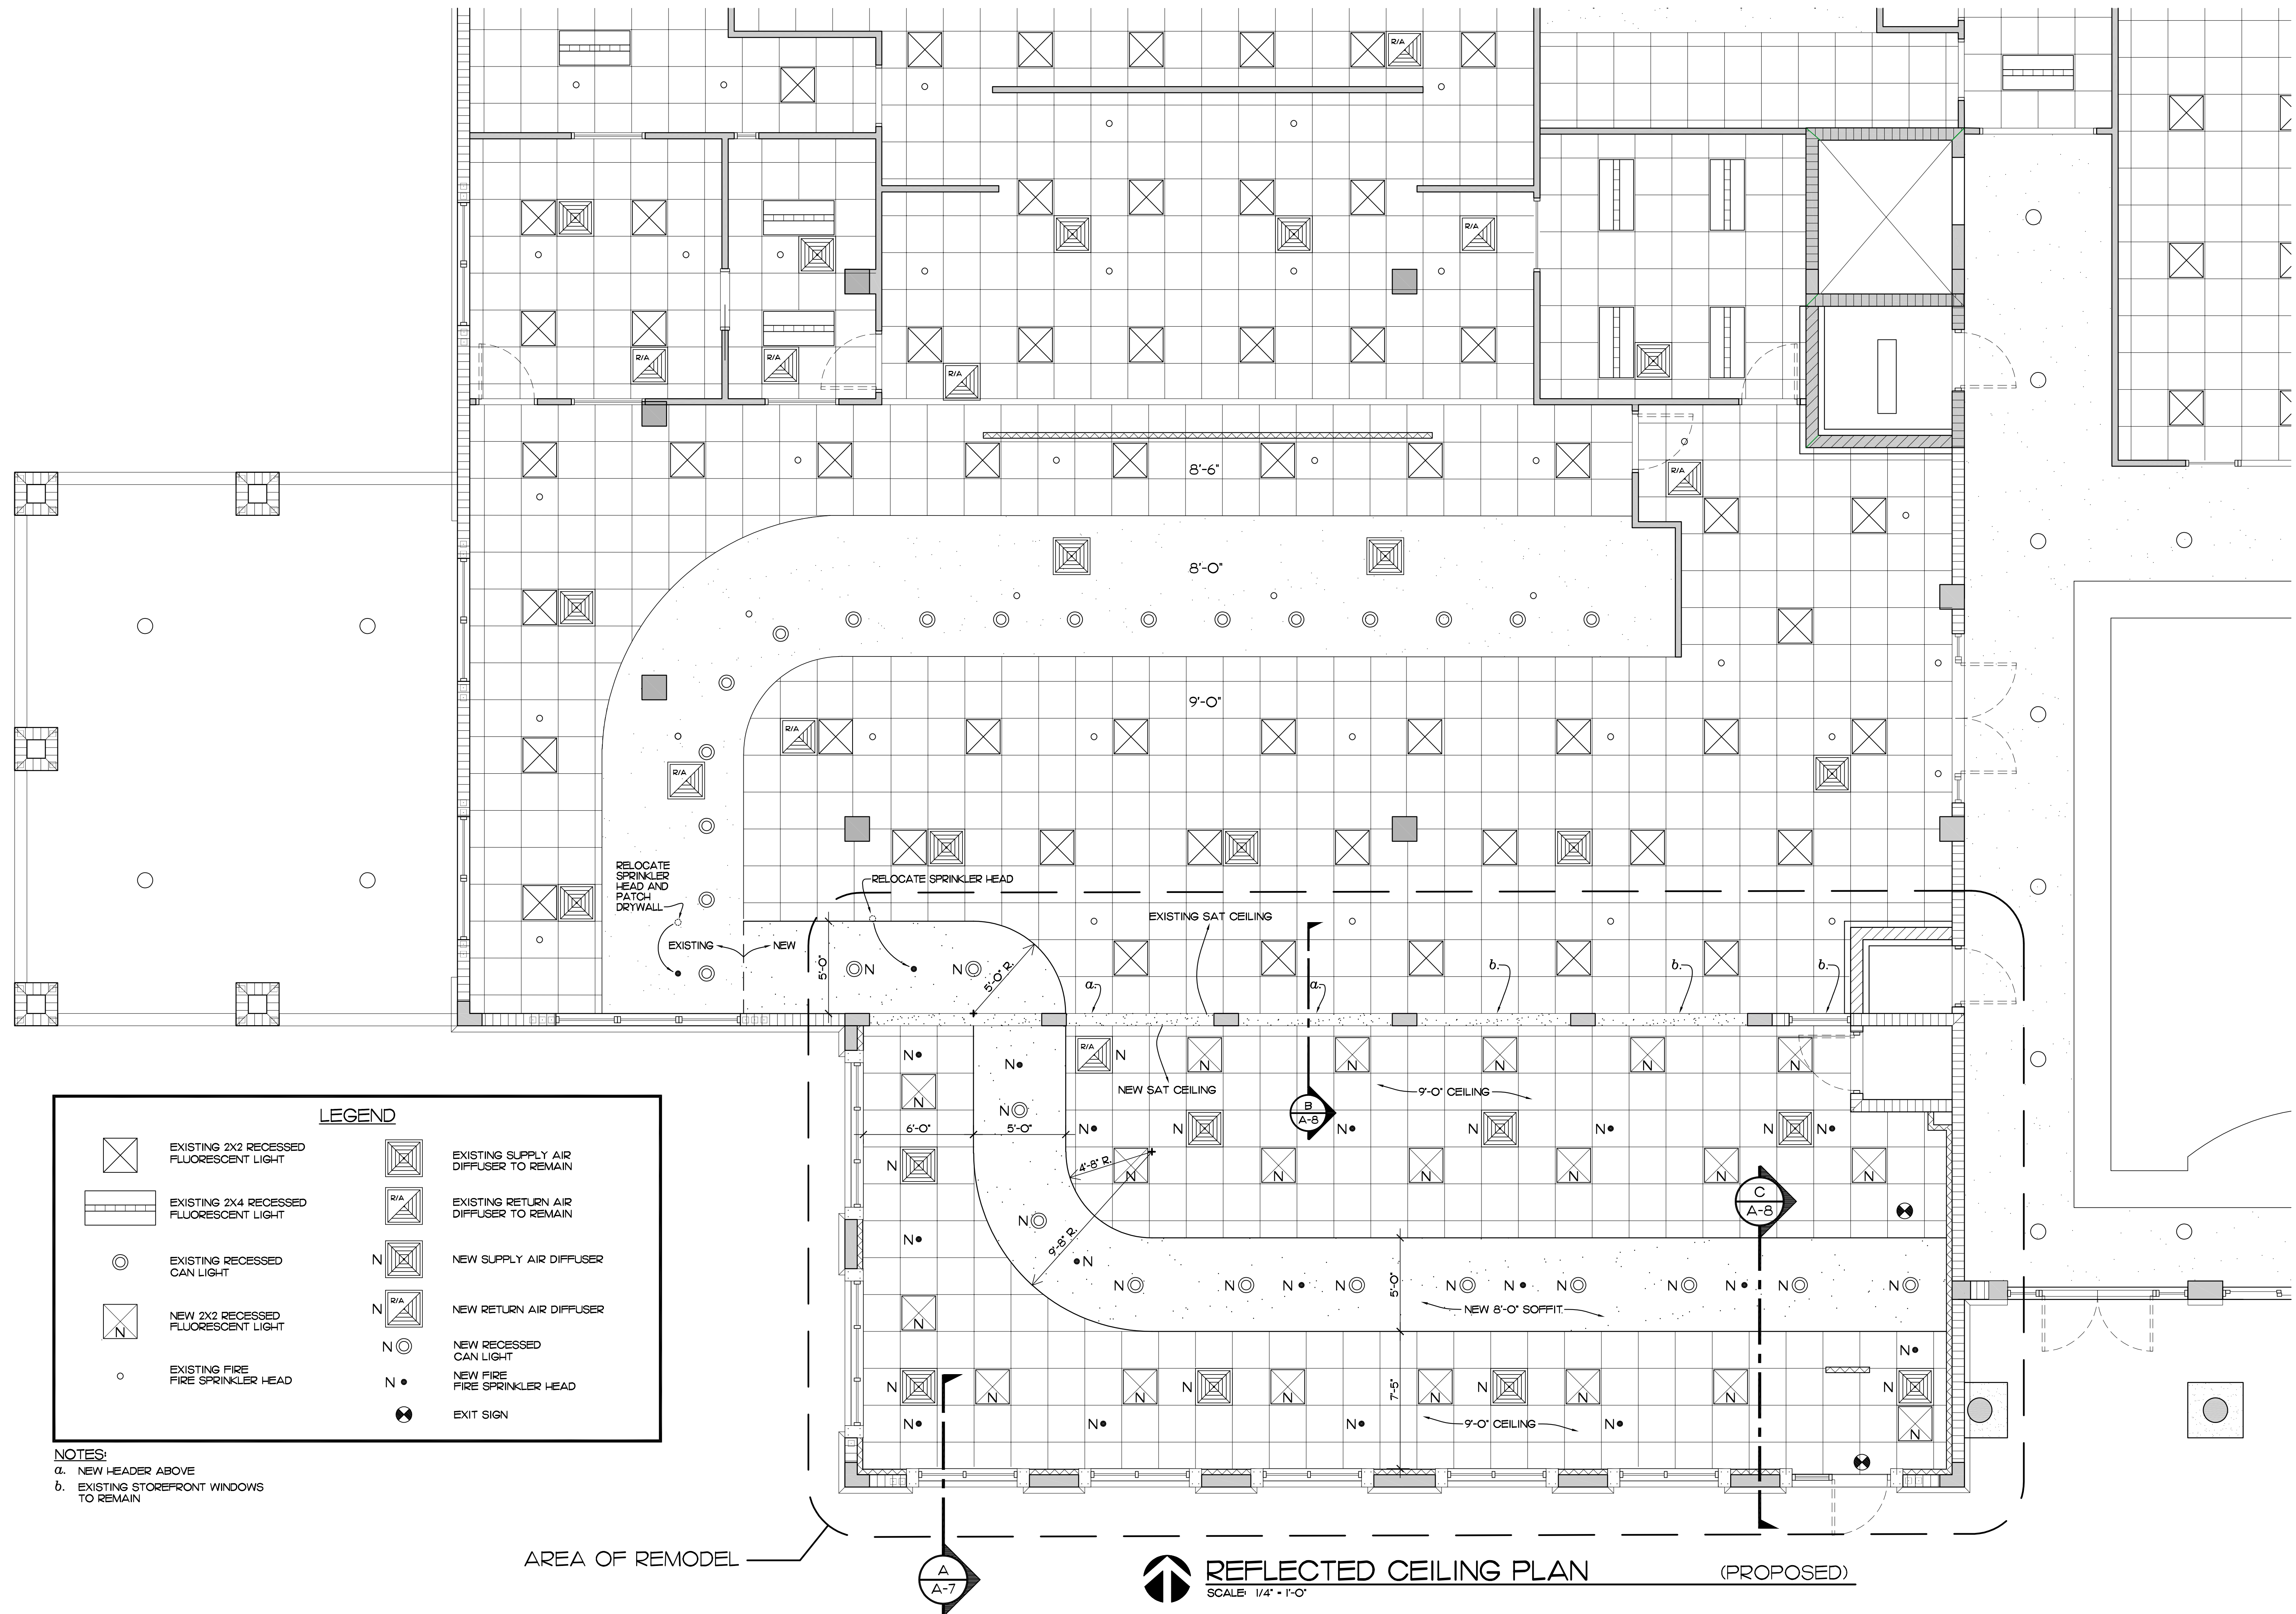 R/A
R/A
R/A
R/A
R/A
R/A
8'-6"
8'-0"
9'-0"
R/A
R/A
RELOCATE
SPRINKLER
HEAD AND
PATCH
DRYWALL
RELOCATE SPRINKLER HEAD
EXISTING SAT CEILING
EXISTING
NEW
5'-0"
N
N
5'-0" R.
a.
a.
b.
b.
b.
N
N
R/A
N
N
N
N
N
N
N
NEW SAT CEILING
9'-0" CEILING
N
B
A-8
6'-0"
5'-0"
N
N
N
N
N
N
N
N
4'-8" R.
N
N
N
N
N
N
N
C
A-8
N
N
9'-8" R.
N
N
N
N
N
N
N
N
N
N
N
N
5'-0"
NEW 8'-0" SOFFIT
N
N
N
N
N
N
N
N
N
N
N
N
N
7'-5"
N
N
N
N
9'-0" CEILING
LEGEND
EXISTING 2X2 RECESSED
FLUORESCENT LIGHT
EXISTING SUPPLY AIR
DIFFUSER TO REMAIN
EXISTING 2X4 RECESSED
FLUORESCENT LIGHT
R/A
EXISTING RETURN AIR
DIFFUSER TO REMAIN
EXISTING RECESSED
CAN LIGHT
N
NEW SUPPLY AIR DIFFUSER
N
NEW 2X2 RECESSED
FLUORESCENT LIGHT
N
R/A
NEW RETURN AIR DIFFUSER
N
NEW RECESSED
CAN LIGHT
EXISTING FIRE
FIRE SPRINKLER HEAD
N
NEW FIRE
FIRE SPRINKLER HEAD
EXIT SIGN
NOTES:
a. NEW HEADER ABOVE
b. EXISTING STOREFRONT WINDOWS
TO REMAIN
AREA OF REMODEL
A
A-7
REFLECTED CEILING PLAN (PROPOSED)
SCALE: 1/4" = 1'-0"